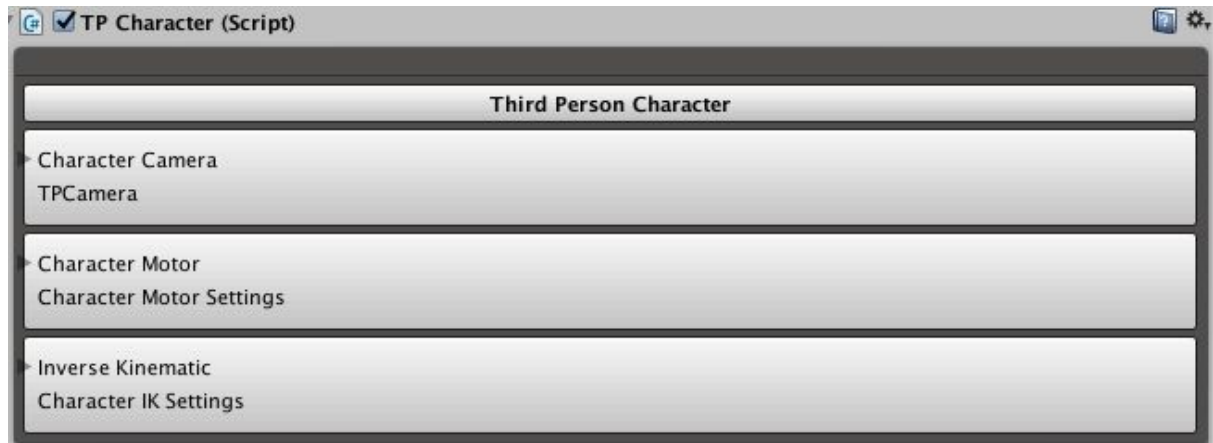 TP Character (Script)
Third Person Character
Character Camera
TPCamera
Character Motor
Character Motor Settings
Inverse Kinematic
Character IK Settings